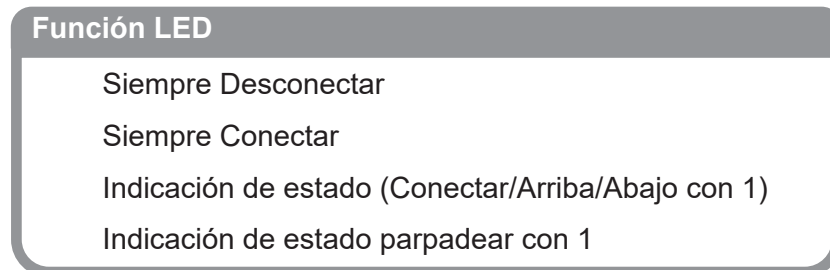 Función LED
Siempre Desconectar
Siempre Conectar
Indicación de estado (Conectar/Arriba/Abajo con 1)
Indicación de estado parpadear con 1